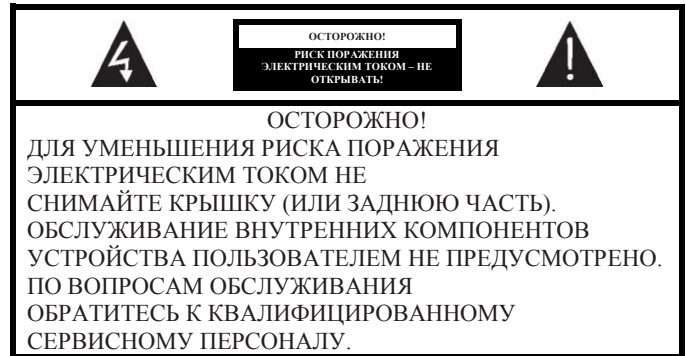 ОСТОРОЖНО!
РИСК ПОРАЖЕНИЯ
ЭЛЕКТРИЧЕСКИМ ТОКОМ – НЕ
ОТКРЫВАТЬ!
ОСТОРОЖНО!
ДЛЯ УМЕНЬШЕНИЯ РИСКА ПОРАЖЕНИЯ
ЭЛЕКТРИЧЕСКИМ ТОКОМ НЕ
СНИМАЙТЕ КРЫШКУ (ИЛИ ЗАДНЮЮ ЧАСТЬ).
ОБСЛУЖИВАНИЕ ВНУТРЕННИХ КОМПОНЕНТОВ
УСТРОЙСТВА ПОЛЬЗОВАТЕЛЕМ НЕ ПРЕДУСМОТРЕНО.
ПО ВОПРОСАМ ОБСЛУЖИВАНИЯ
ОБРАТИТЕСЬ К КВАЛИФИЦИРОВАННОМУ
СЕРВИСНОМУ ПЕРСОНАЛУ.